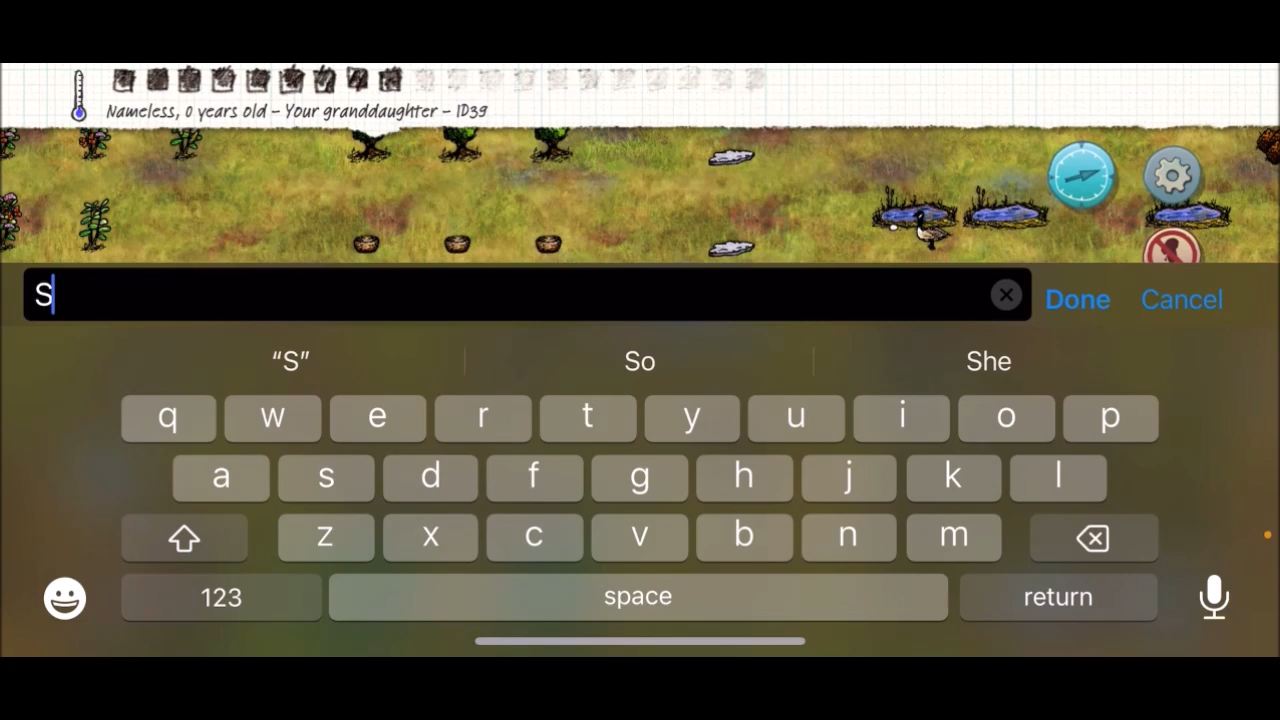 Nameless, 0 years old - Your granddaughter - ID39
S
Done
Cancel
“S”
So
She
q w e r t y u i o p
a s d f g h j k l
z x c v b n m
123
space
return